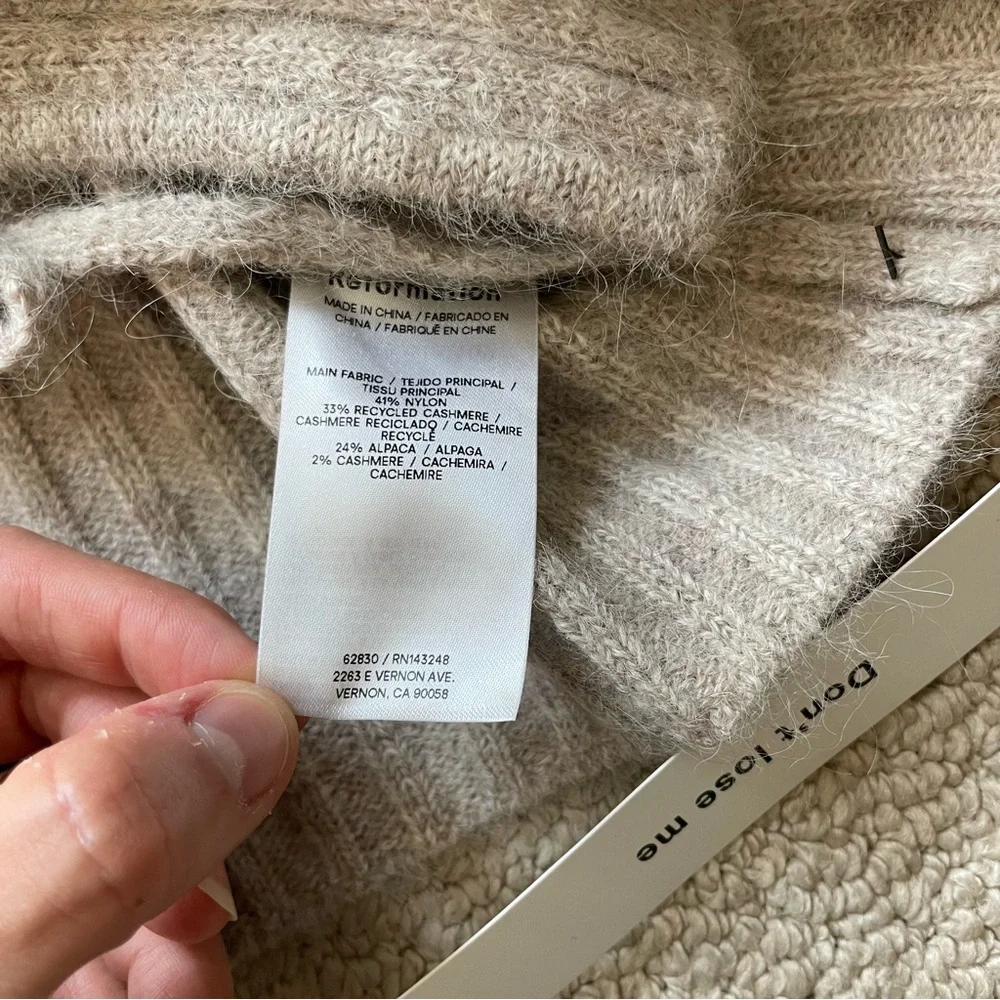 Reformation
MADE IN CHINA / FABRICADO EN
CHINA / FABRIQUÉ EN CHINE
MAIN FABRIC / TEJIDO PRINCIPAL /
TISSU PRINCIPAL
41% NYLON
33% RECYCLED CASHMERE /
CASHMERE RECICLADO / CACHEMIRE
RECYCLÉ
24% ALPACA / ALPAGA
2% CASHMERE / CACHEMIRA /
CACHEMIRE
62830 / RN143248
2263 E VERNON AVE.
VERNON, CA 90058
Don't lose me